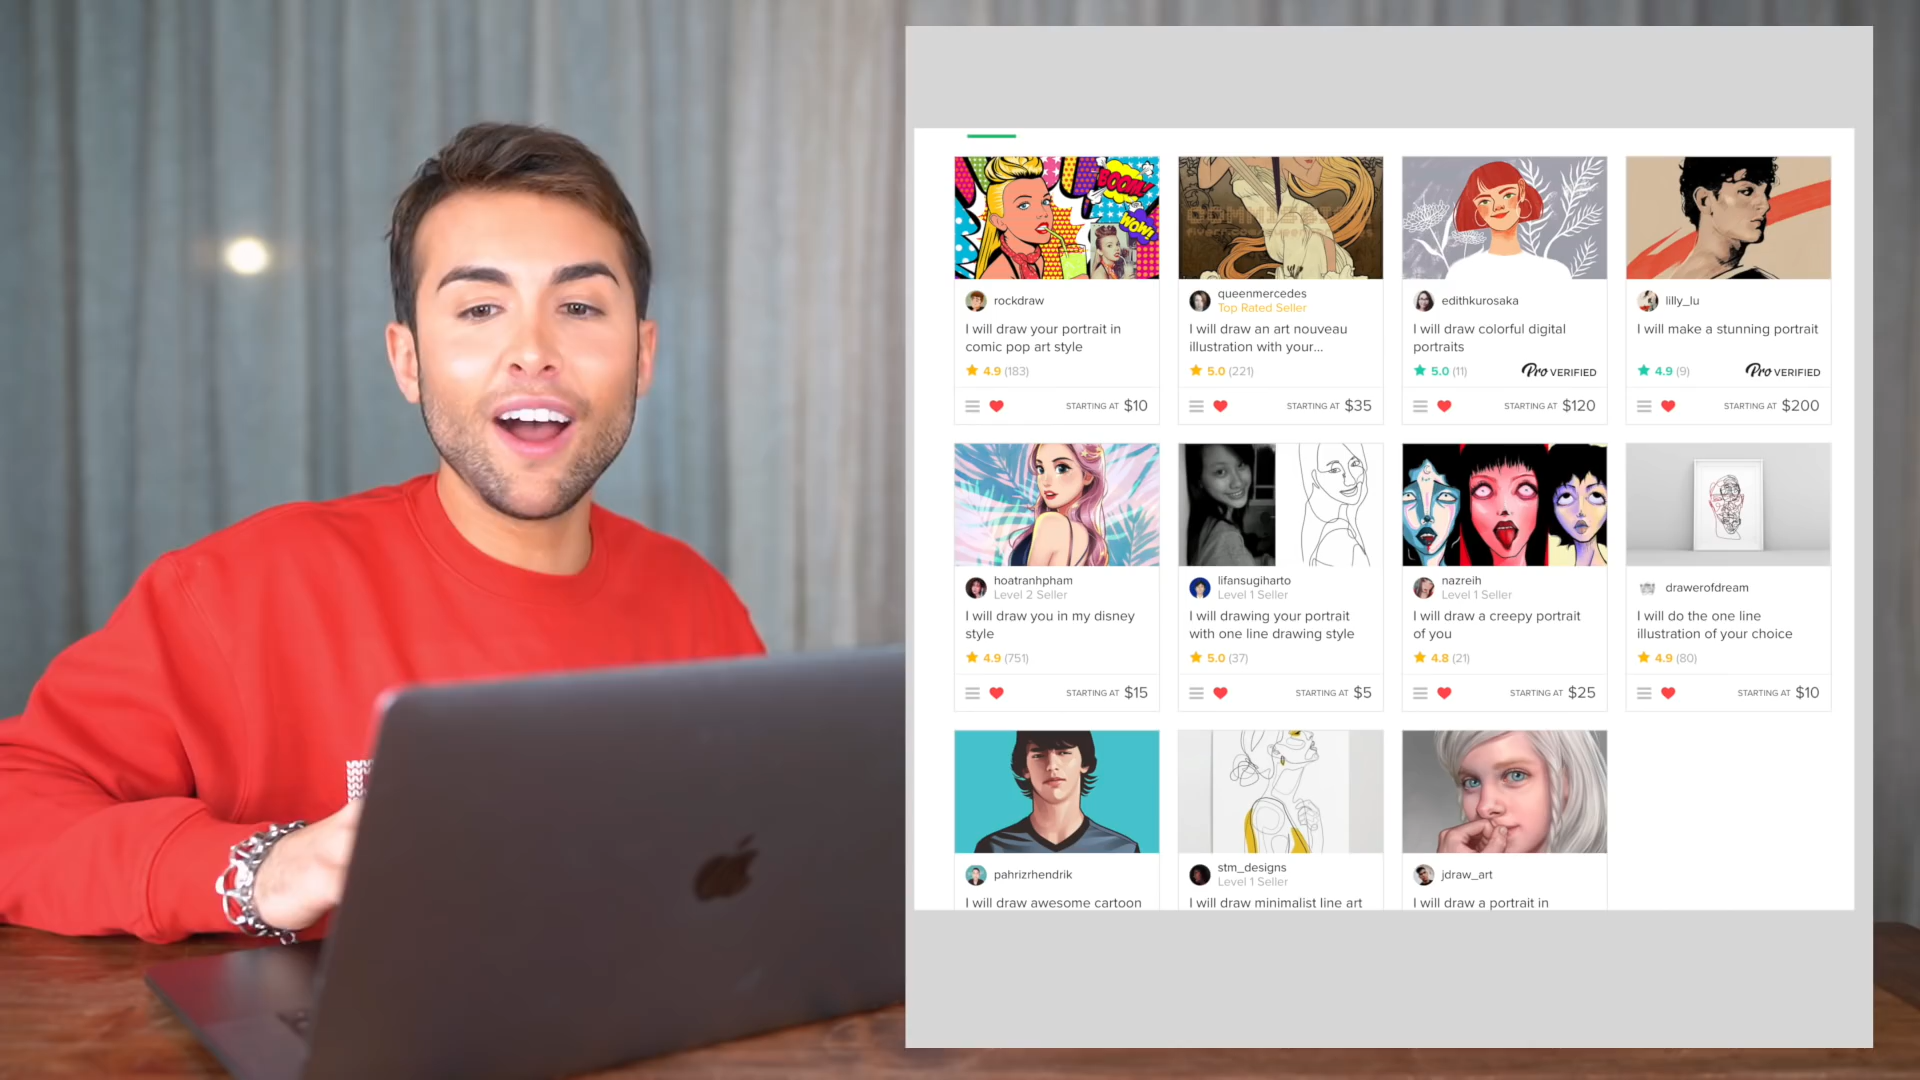 BOOM!
WOW!
rockdraw
I will draw your portrait in
comic pop art style
4.9 (183)
STARTING AT $10
queenmercedes
Top Rated Seller
I will draw an art nouveau
illustration with your...
5.0 (221)
STARTING AT $35
edithkurosaka
I will draw colorful digital
portraits
5.0 (11)
Pro VERIFIED
STARTING AT $120
lilly_lu
I will make a stunning portrait
4.9 (9)
Pro VERIFIED
STARTING AT $200
hoatranhpham
Level 2 Seller
I will draw you in my disney
style
4.9 (751)
STARTING AT $15
lifansugiharto
Level 1 Seller
I will drawing your portrait
with one line drawing style
5.0 (37)
STARTING AT $5
nazreih
Level 1 Seller
I will draw a creepy portrait
of you
4.8 (21)
STARTING AT $25
drawerofdream
I will do the one line
illustration of your choice
4.9 (80)
STARTING AT $10
pahrizrhendrik
I will draw awesome cartoon
stm_designs
Level 1 Seller
I will draw minimalist line art
jdraw_art
I will draw a portrait in